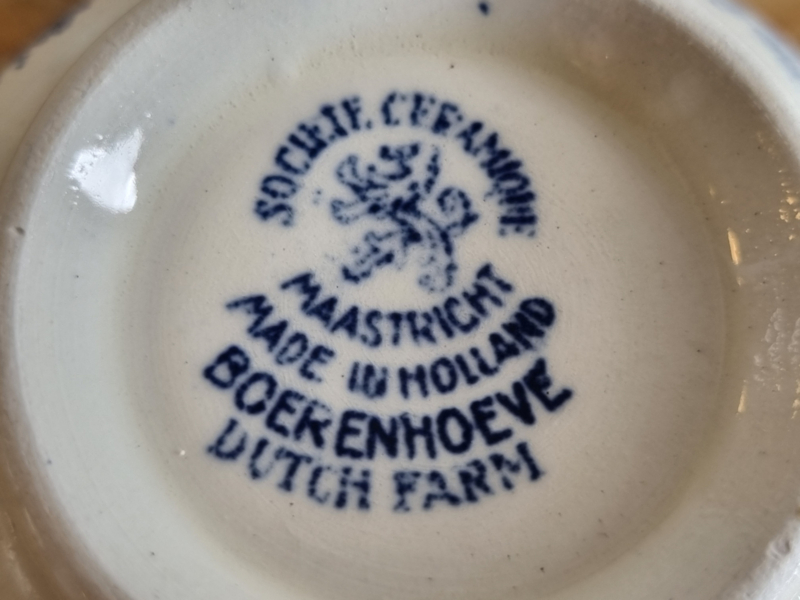 SOCIETE CERAMIQUE
MAASTRICHT
MADE IN HOLLAND
BOERENHOEVE
DUTCH FARM